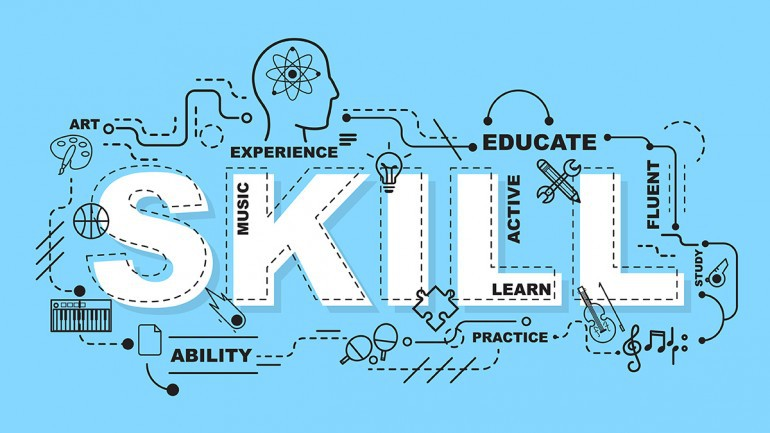 ART
EXPERIENCE
EDUCATE
SKILL
MUSIC
ACTIVE
FLUENT
STUDY
LEARN
PRACTICE
ABILITY